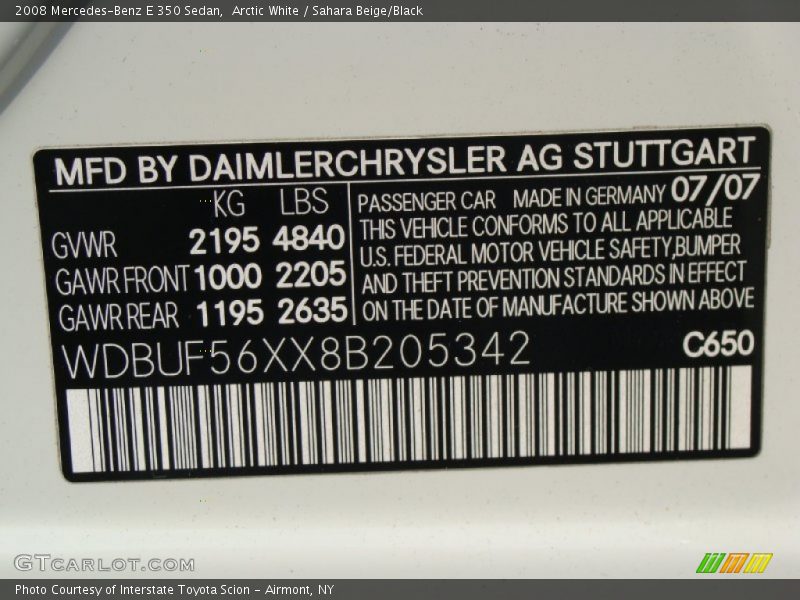 2008 Mercedes-Benz E 350 Sedan,  Arctic White / Sahara Beige/Black
MFD BY DAIMLERCHRYSLER AG STUTTGART
KG LBS
GVWR 2195 4840
GAWR FRONT 1000 2205
GAWR REAR 1195 2635
PASSENGER CAR MADE IN GERMANY 07/07
THIS VEHICLE CONFORMS TO ALL APPLICABLE
U.S. FEDERAL MOTOR VEHICLE SAFETY,BUMPER
AND THEFT PREVENTION STANDARDS IN EFFECT
ON THE DATE OF MANUFACTURE SHOWN ABOVE
WDBUF56XX8B205342 C650
GTCARLOT.COM
Photo Courtesy of Interstate Toyota Scion - Airmont, NY